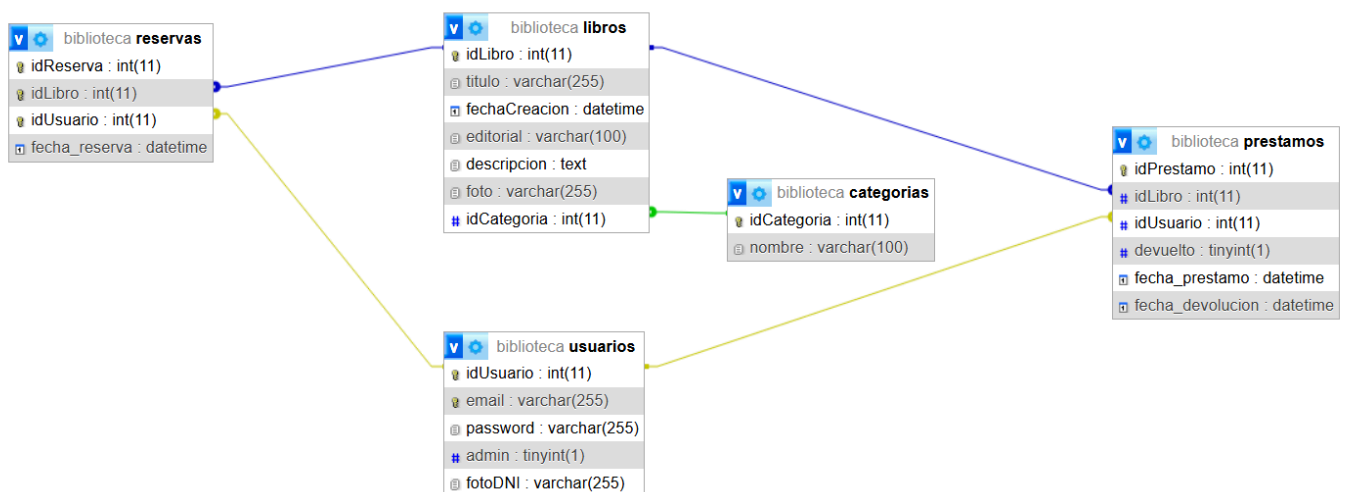 biblioteca reservas
idReserva : int(11)
idLibro : int(11)
idUsuario : int(11)
fecha_reserva : datetime
biblioteca libros
idLibro : int(11)
titulo : varchar(255)
fechaCreacion : datetime
editorial : varchar(100)
descripcion : text
foto : varchar(255)
idCategoria : int(11)
biblioteca categorias
idCategoria : int(11)
nombre : varchar(100)
biblioteca prestamos
idPrestamo : int(11)
idLibro : int(11)
idUsuario : int(11)
devuelto : tinyint(1)
fecha_prestamo : datetime
fecha_devolucion : datetime
biblioteca usuarios
idUsuario : int(11)
email : varchar(255)
password : varchar(255)
admin : tinyint(1)
fotoDNI : varchar(255)